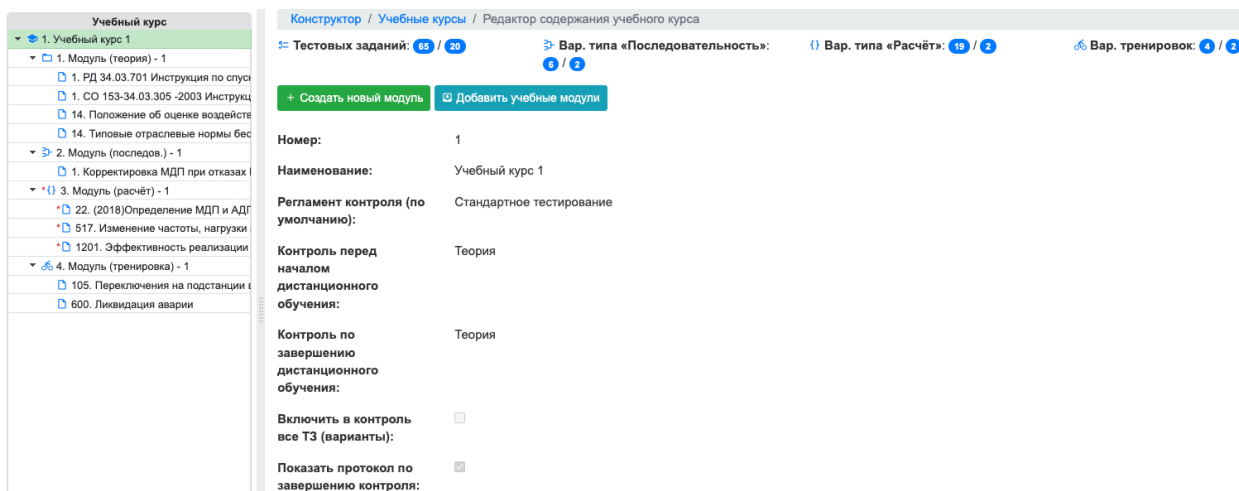 Учебный курс
1. Учебный курс 1
1. Модуль (теория) - 1
1. РД 34.03.701 Инструкция по
1. СО 153-34.03.305 -2003
14. Положение об оценке
14. Типовые отраслевые нормы
2. Модуль (последов.) - 1
1. Корректировка МДП при отказах
* {} 3. Модуль (расчёт) - 1
* 22. (2018)Определение МДП и
* 517. Изменение частоты, нагрузки
* 1201. Эффективность реализации
4. Модуль (тренировка) - 1
105. Переключения на подстанции
600. Ликвидация аварии
Конструктор / Учебные курсы / Редактор содержания учебного курса
Тестовых заданий: 65 / 20
Вар. типа «Последовательность»:
6 / 2
{} Вар. типа «Расчёт»: 19 / 2
Вар. тренировок: 4 / 2
+ Создать новый модуль
Добавить учебные модули
Номер: 1
Наименование: Учебный курс 1
Регламент контроля (по Стандартное тестирование
умолчанию):
Контроль перед Теория
началом
дистанционного
обучения:
Контроль по Теория
завершению
дистанционного
обучения:
Включить в контроль
все ТЗ (варианты):
Показать протокол по
завершению контроля: